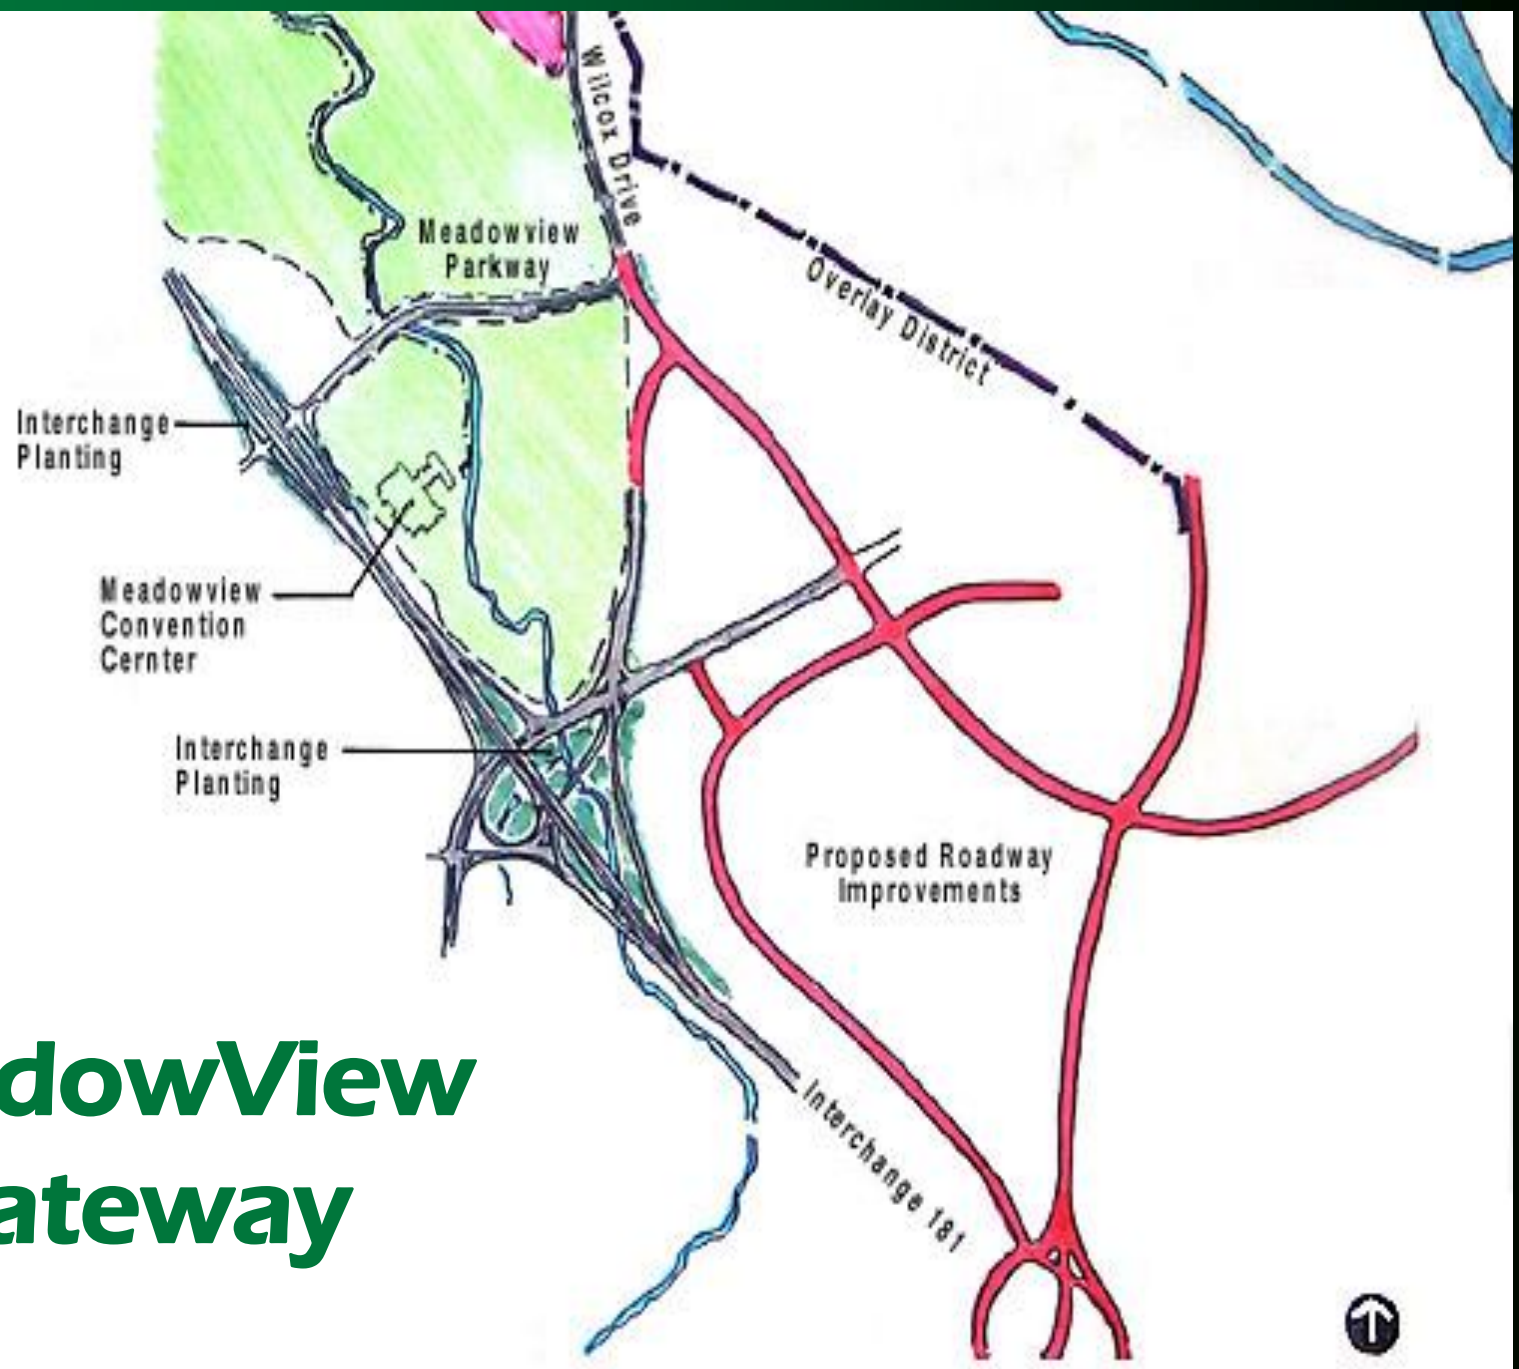 Wilcox Drive
Meadowview
Parkway
Overlay District
Interchange
Planting
Meadowview
Convention
Cernter
Interchange
Planting
Proposed Roadway
Improvements
Interchange 181
dowView
ateway